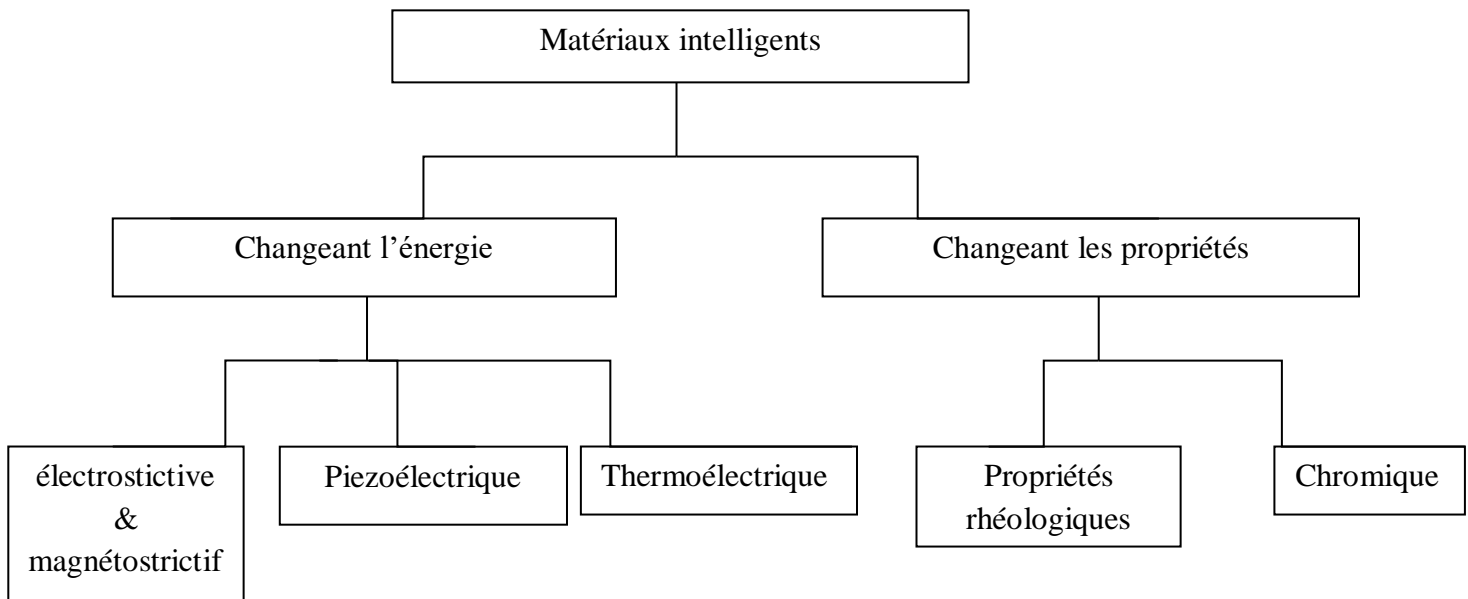 Matériaux intelligents
Changeant l’énergie
Changeant les propriétés
électrostictive
&
magnétostrictif
Piezoélectrique
Thermoélectrique
Propriétés
rhéologiques
Chromique